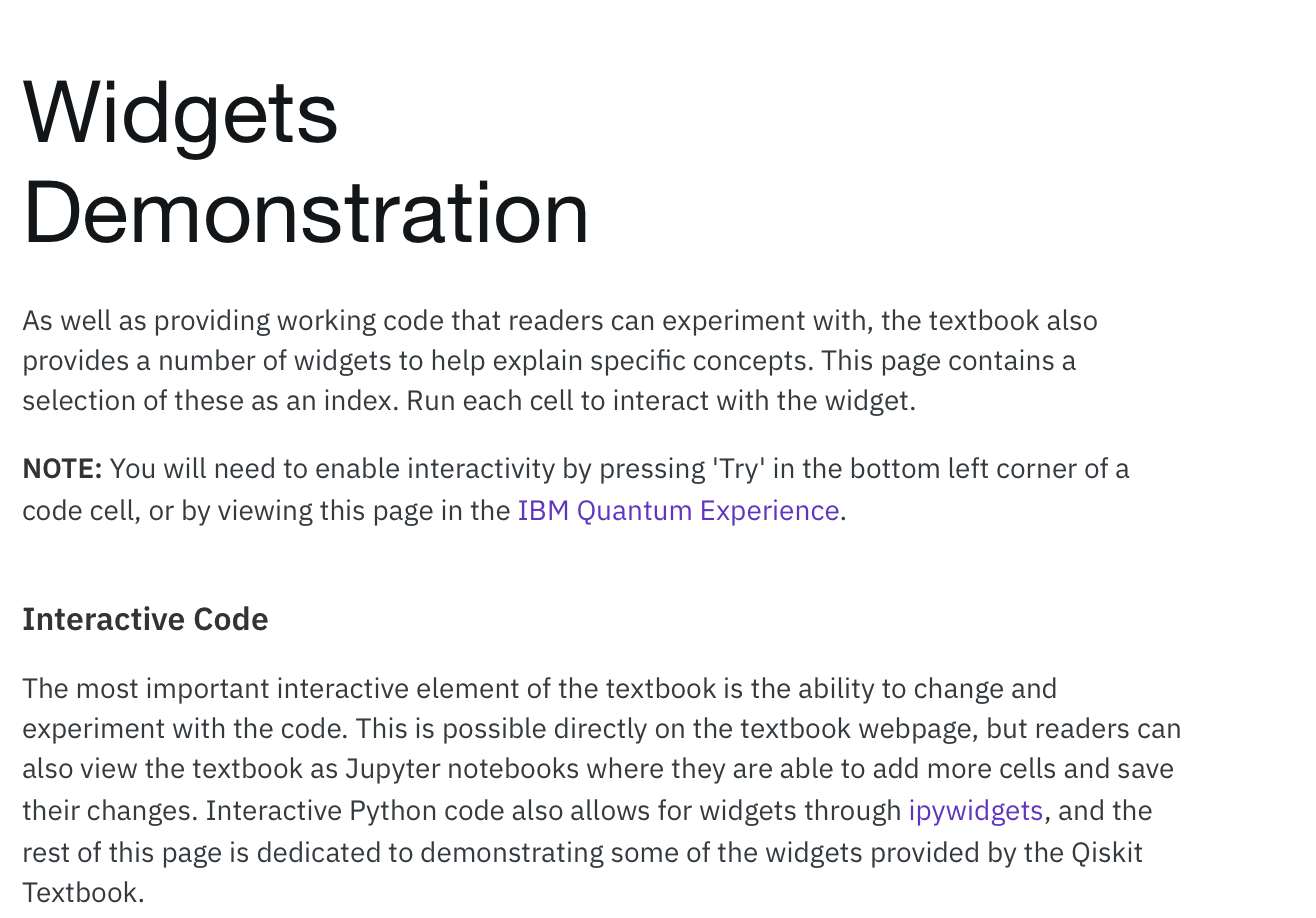 Widgets
Demonstration
As well as providing working code that readers can experiment with, the textbook also
provides a number of widgets to help explain specific concepts. This page contains a
selection of these as an index. Run each cell to interact with the widget.
NOTE: You will need to enable interactivity by pressing 'Try' in the bottom left corner of a
code cell, or by viewing this page in the IBM Quantum Experience.
Interactive Code
The most important interactive element of the textbook is the ability to change and
experiment with the code. This is possible directly on the textbook webpage, but readers can
also view the textbook as Jupyter notebooks where they are able to add more cells and save
their changes. Interactive Python code also allows for widgets through ipywidgets, and the
rest of this page is dedicated to demonstrating some of the widgets provided by the Qiskit
Textbook.